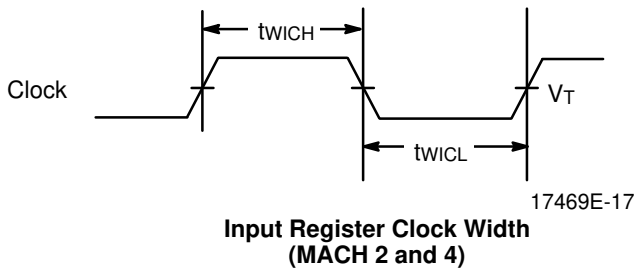 tWICH
Clock
VT
tWICL
17469E-17
Input Register Clock Width
(MACH 2 and 4)